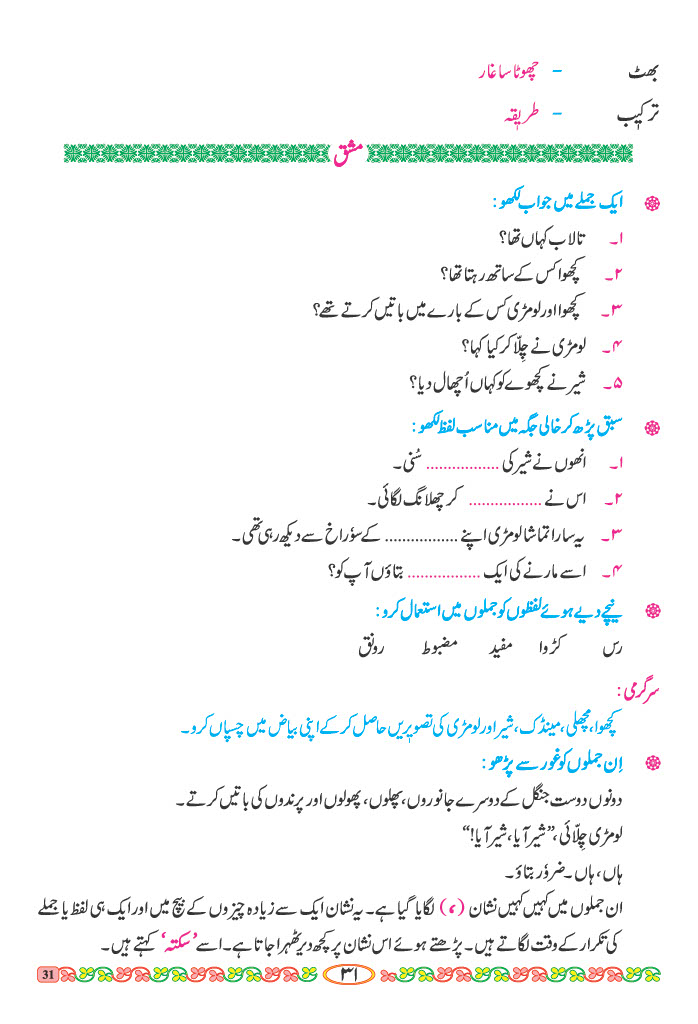 بھٹ – چھوٹا سا غار
ترکیب – طریقہ
مشق
ایک جملے میں جواب لکھو :
۱۔ تالاب کہاں تھا؟
۲۔ کچھوا کس کے ساتھ رہتا تھا؟
۳۔ کچھوا اور لومڑی کس کے بارے میں باتیں کرتے تھے؟
۴۔ لومڑی نے چِلّا کر کیا کہا؟
۵۔ شیر نے کچھوے کو کہاں اُچھال دیا؟
سبق پڑھ کر خالی جگہ میں مناسب لفظ لکھو :
۱۔ انھوں نے شیر کی ................. سُنی۔
۲۔ اس نے ................. کر چھلانگ لگائی۔
۳۔ یہ سارا تماشا لومڑی اپنے ................. کے سوٗراخ سے دیکھ رہی تھی۔
۴۔ اسے مارنے کی ایک ................. بتاؤں آپ کو؟
نیچے دیے ہوئے لفظوں کو جملوں میں استعمال کرو :
رس کڑوا مفید مضبوط رونق
سرگرمی :
کچھوا، مچھلی، مینڈک، شیر اور لومڑی کی تصویریں حاصل کر کے اپنی بیاض میں چسپاں کرو۔
اِن جملوں کو غور سے پڑھو :
دونوں دوست جنگل کے دوسرے جانوروں، پھلوں، پھولوں اور پرندوں کی باتیں کرتے۔
لومڑی چِلّائی، ”شیر آیا، شیر آیا!“
ہاں، ہاں۔ ضرور بتاؤ۔
ان جملوں میں کہیں کہیں نشان (،) لگایا گیا ہے۔ یہ نشان ایک سے زیادہ چیزوں کے بیچ میں اور ایک ہی لفظ یا جملے
کی تکرار کے وقت لگاتے ہیں۔ پڑھتے ہوئے اس نشان پر کچھ دیر ٹھہرا جاتا ہے۔ اسے ’سکتہ‘ کہتے ہیں۔
۳۱
31